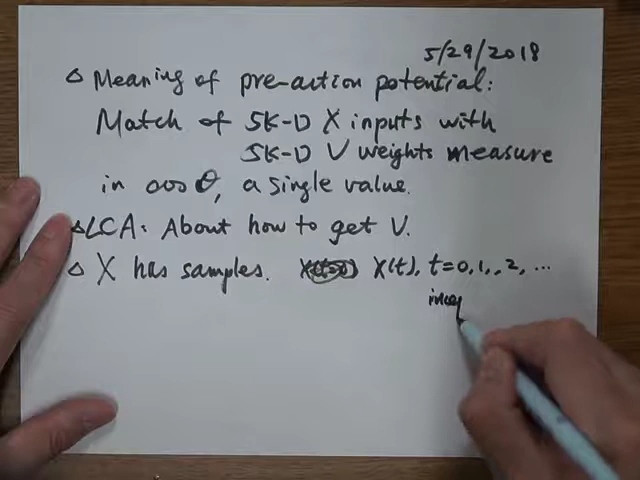 5/29/2018
△ Meaning of pre-action potential:
Match of 5K-D X inputs with
5K-D V weights measure
in cos θ, a single value.
△ LCA: About how to get V.
△ X has samples. X(t), t=0,1,,2, ...